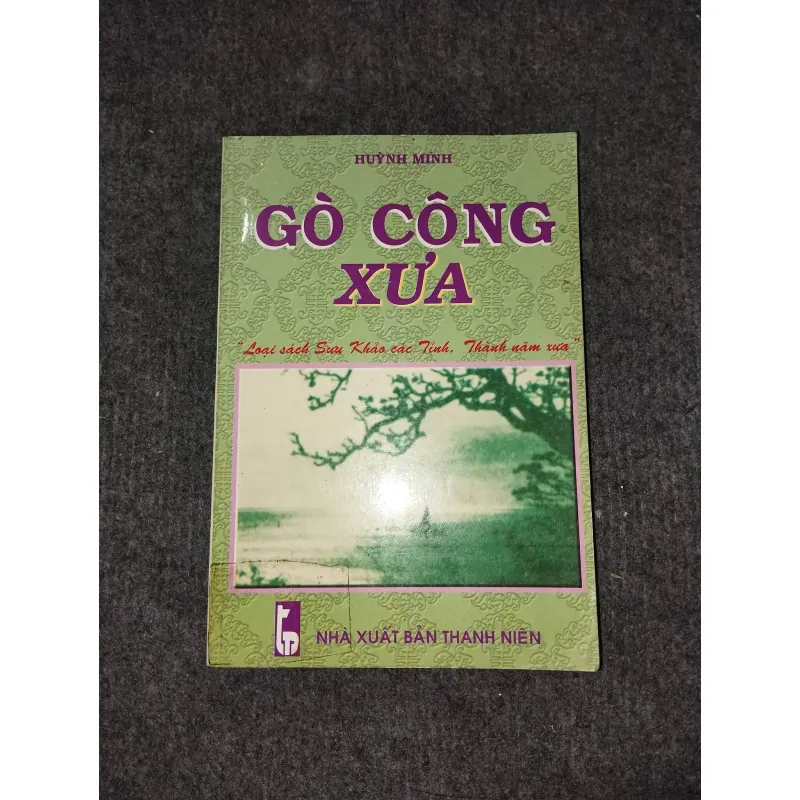 HUỲNH MINH
GÒ CÔNG
XƯA
"Loại sách Sưu Khảo các Tỉnh, Thành năm xưa"
NHÀ XUẤT BẢN THANH NIÊN